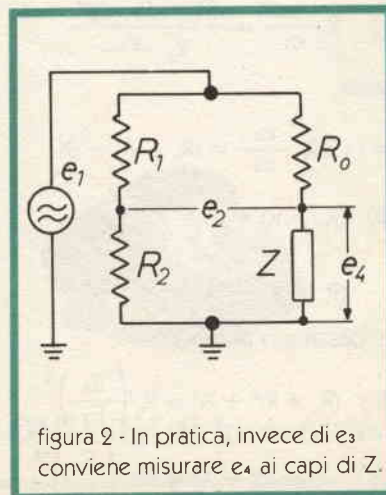 e₁
R₁
R₀
e₂
R₂
Z
e₄
figura 2 - In pratica, invece di e₃
conviene misurare e₄ ai capi di Z.